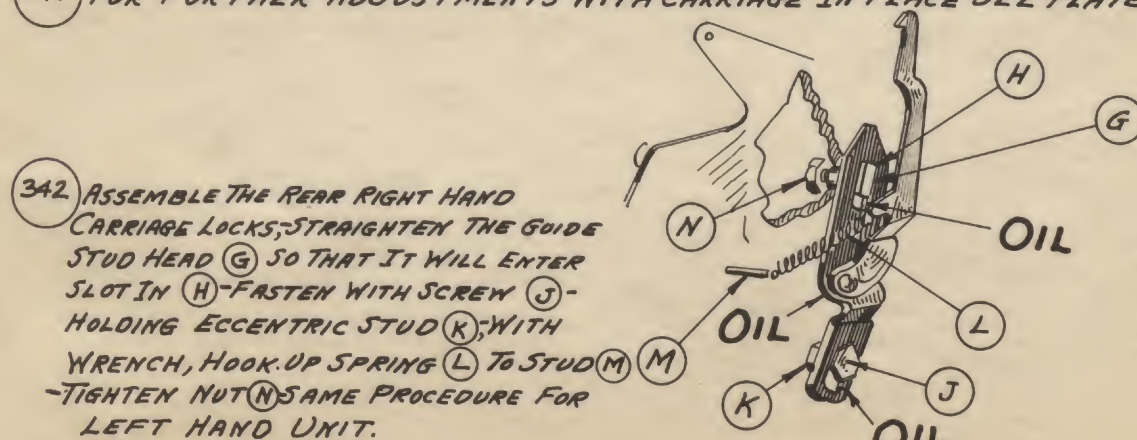 FOR FURTHER ADJUSTMENTS WITH CARRIAGE IN PLACE SEE PLATE
342 ASSEMBLE THE REAR RIGHT HAND
CARRIAGE LOCKS,-STRAIGHTEN THE GUIDE
STUD HEAD G SO THAT IT WILL ENTER
SLOT IN H-FASTEN WITH SCREW J-
HOLDING ECCENTRIC STUD K,-WITH
WRENCH, HOOK.UP SPRING L TO STUD M
-TIGHTEN NUT N SAME PROCEDURE FOR
LEFT HAND UNIT.
H
G
N
OIL
M
OIL
L
K
J
OIL